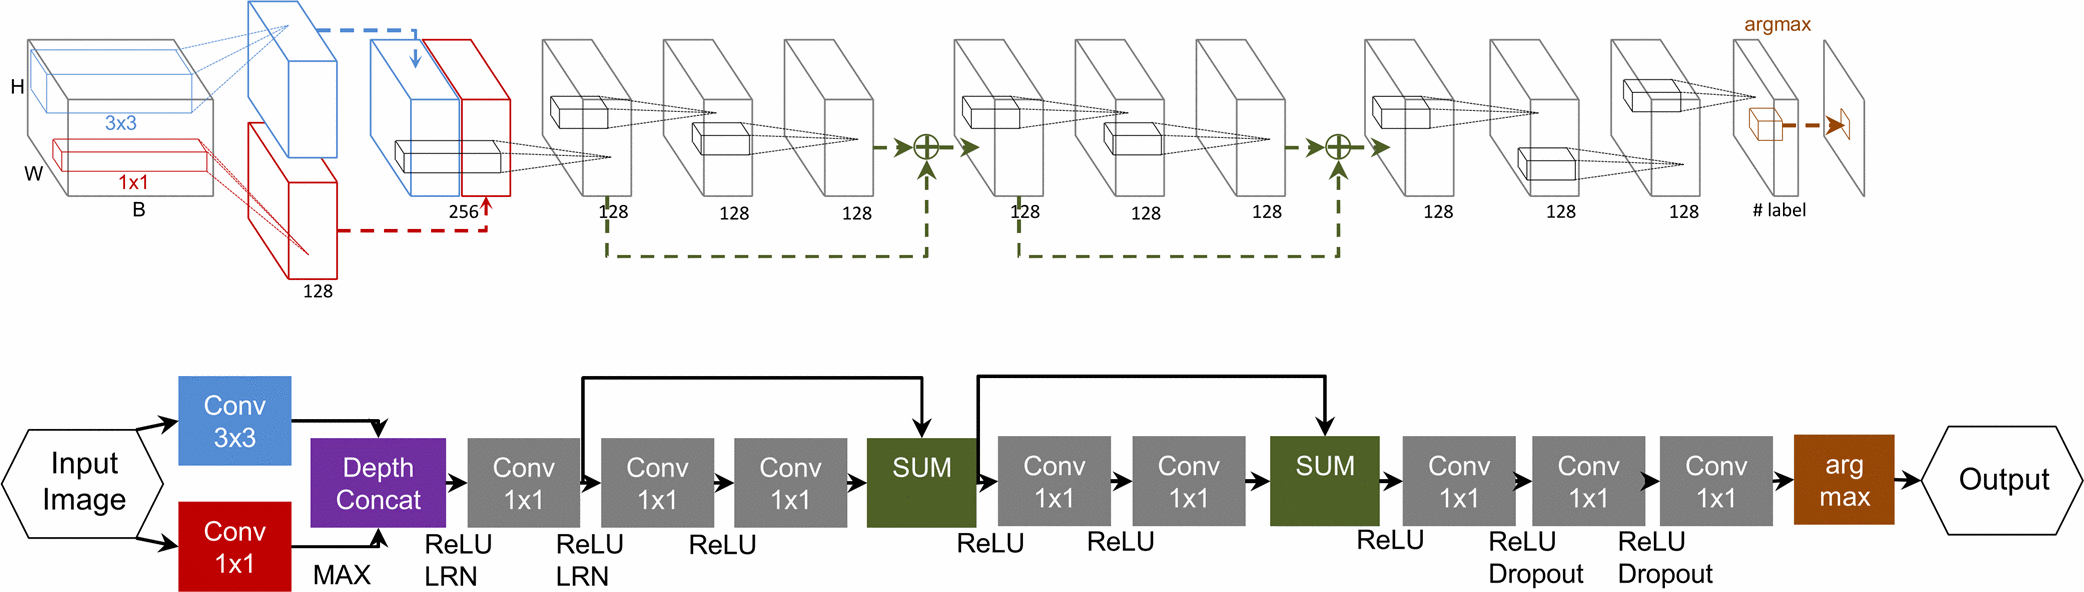 argmax
H
3x3
W
1x1
B
256
128
128
128
128
128
128
128
128
128
# label
128
Conv
3x3
Input
Image
Conv
1x1
MAX
Depth
Concat
ReLU
LRN
Conv
1x1
ReLU
LRN
Conv
1x1
ReLU
Conv
1x1
SUM
ReLU
Conv
1x1
ReLU
Conv
1x1
SUM
ReLU
Conv
1x1
ReLU
Dropout
Conv
1x1
ReLU
Dropout
Conv
1x1
arg
max
Output